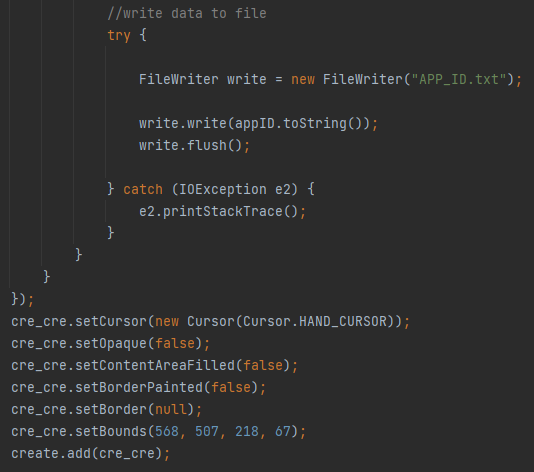 //write data to file
try {
FileWriter write = new FileWriter("APP_ID.txt");
write.write(appID.toString());
write.flush();
} catch (IOException e2) {
e2.printStackTrace();
}
}
}
});
cre_cre.setCursor(new Cursor(Cursor.HAND_CURSOR));
cre_cre.setOpaque(false);
cre_cre.setContentAreaFilled(false);
cre_cre.setBorderPainted(false);
cre_cre.setBorder(null);
cre_cre.setBounds(568, 507, 218, 67);
create.add(cre_cre);